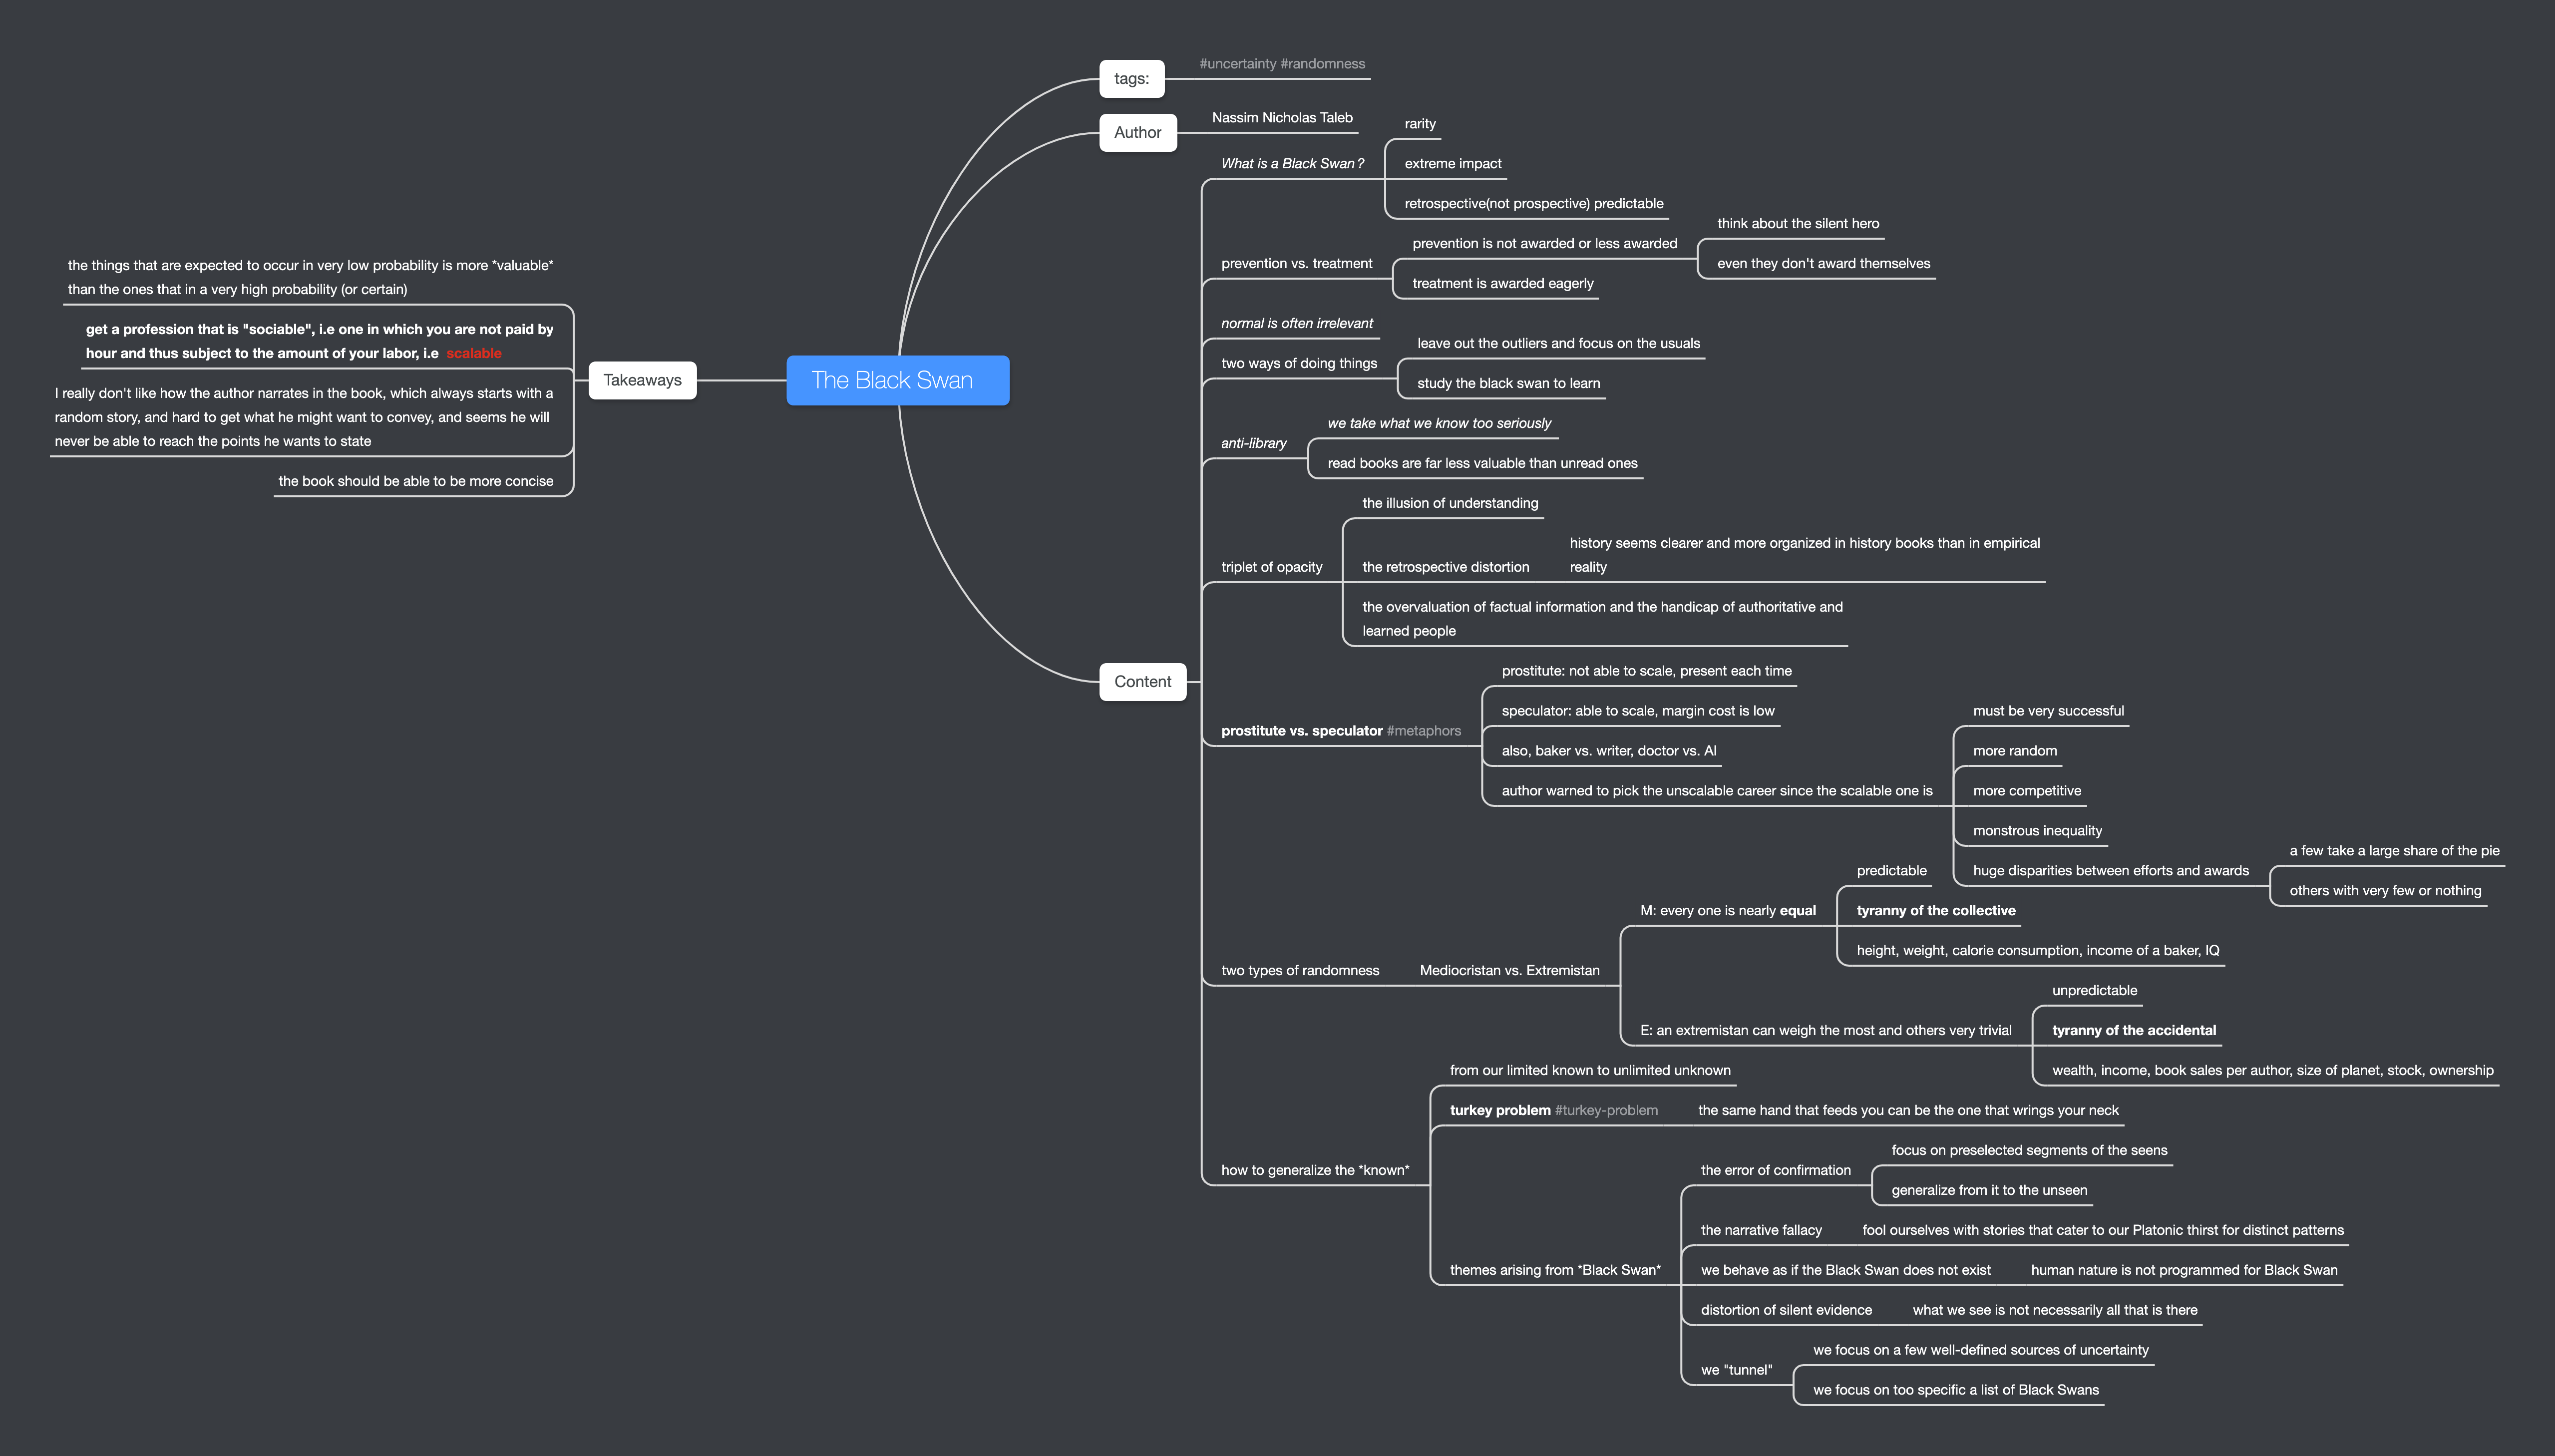 The Black Swan
tags:
#uncertainty #randomness
Author
Nassim Nicholas Taleb
Content
What is a Black Swan?
rarity
extreme impact
retrospective(not prospective) predictable
prevention vs. treatment
prevention is not awarded or less awarded
think about the silent hero
even they don't award themselves
treatment is awarded eagerly
normal is often irrelevant
two ways of doing things
leave out the outliers and focus on the usuals
study the black swan to learn
anti-library
we take what we know too seriously
read books are far less valuable than unread ones
triplet of opacity
the illusion of understanding
the retrospective distortion
history seems clearer and more organized in history books than in empirical
reality
the overvaluation of factual information and the handicap of authoritative and
learned people
prostitute vs. speculator #metaphors
prostitute: not able to scale, present each time
speculator: able to scale, margin cost is low
also, baker vs. writer, doctor vs. AI
author warned to pick the unscalable career since the scalable one is
must be very successful
more random
more competitive
monstrous inequality
huge disparities between efforts and awards
a few take a large share of the pie
others with very few or nothing
two types of randomness
Mediocristan vs. Extremistan
M: every one is nearly equal
predictable
tyranny of the collective
height, weight, calorie consumption, income of a baker, IQ
E: an extremistan can weigh the most and others very trivial
unpredictable
tyranny of the accidental
wealth, income, book sales per author, size of planet, stock, ownership
how to generalize the *known*
from our limited known to unlimited unknown
turkey problem #turkey-problem
the same hand that feeds you can be the one that wrings your neck
themes arising from *Black Swan*
the error of confirmation
focus on preselected segments of the seens
generalize from it to the unseen
the narrative fallacy
fool ourselves with stories that cater to our Platonic thirst for distinct patterns
we behave as if the Black Swan does not exist
human nature is not programmed for Black Swan
distortion of silent evidence
what we see is not necessarily all that is there
we "tunnel"
we focus on a few well-defined sources of uncertainty
we focus on too specific a list of Black Swans
Takeaways
the things that are expected to occur in very low probability is more *valuable*
than the ones that in a very high probability (or certain)
get a profession that is "sociable", i.e one in which you are not paid by
hour and thus subject to the amount of your labor, i.e scalable
I really don't like how the author narrates in the book, which always starts with a
random story, and hard to get what he might want to convey, and seems he will
never be able to reach the points he wants to state
the book should be able to be more concise